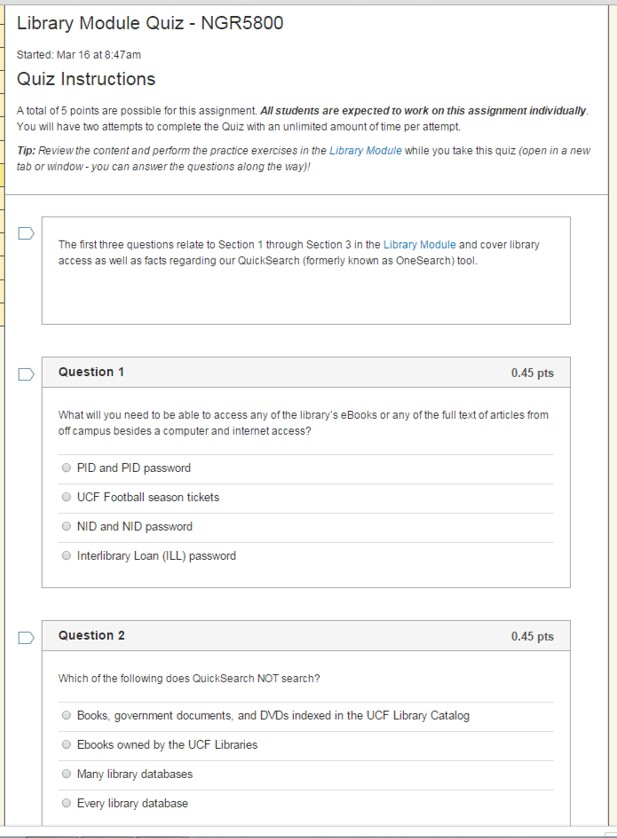 Library Module Quiz - NGR5800
Started: Mar 16 at 8:47am
Quiz Instructions
A total of 5 points are possible for this assignment. All students are expected to work on this assignment individually.
You will have two attempts to complete the Quiz with an unlimited amount of time per attempt.
Tip: Review the content and perform the practice exercises in the Library Module while you take this quiz (open in a new
tab or window - you can answer the questions along the way)!
The first three questions relate to Section 1 through Section 3 in the Library Module and cover library
access as well as facts regarding our QuickSearch (formerly known as OneSearch) tool.
Question 1 0.45 pts
What will you need to be able to access any of the library's eBooks or any of the full text of articles from
off campus besides a computer and internet access?
PID and PID password
UCF Football season tickets
NID and NID password
Interlibrary Loan (ILL) password
Question 2 0.45 pts
Which of the following does QuickSearch NOT search?
Books, government documents, and DVDs indexed in the UCF Library Catalog
Ebooks owned by the UCF Libraries
Many library databases
Every library database